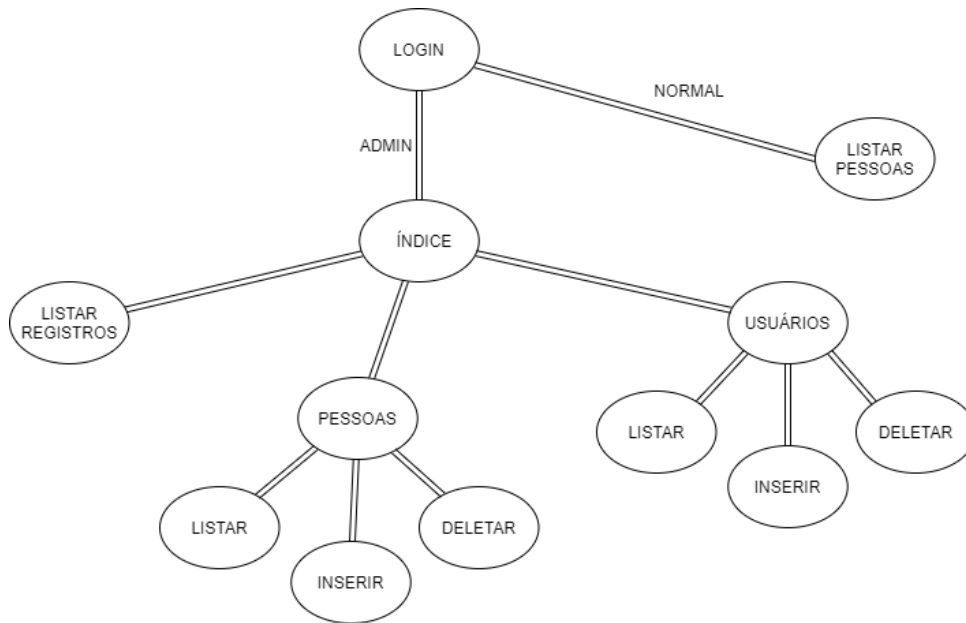 LOGIN
NORMAL
ADMIN
LISTAR
PESSOAS
ÍNDICE
LISTAR
REGISTROS
USUÁRIOS
PESSOAS
LISTAR
DELETAR
INSERIR
LISTAR
DELETAR
INSERIR